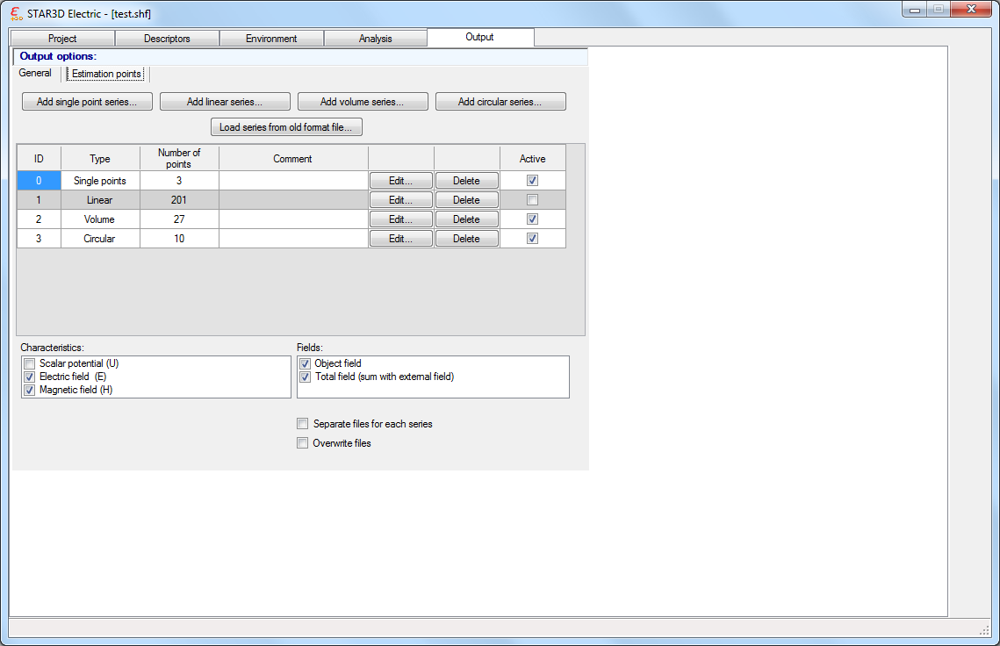 STAR3D Electric - [test.shf]
Project Descriptors Environment Analysis Output
Output options:
General Estimation points
Add single point series... Add linear series... Add volume series... Add circular series...
Load series from old format file...
ID Type Number of points Comment Active
0 Single points 3 Edit... Delete
1 Linear 201 Edit... Delete
2 Volume 27 Edit... Delete
3 Circular 10 Edit... Delete
Characteristics: Fields:
Scalar potential (U) Object field
Electric field (E) Total field (sum with external field)
Magnetic field (H)
Separate files for each series
Overwrite files